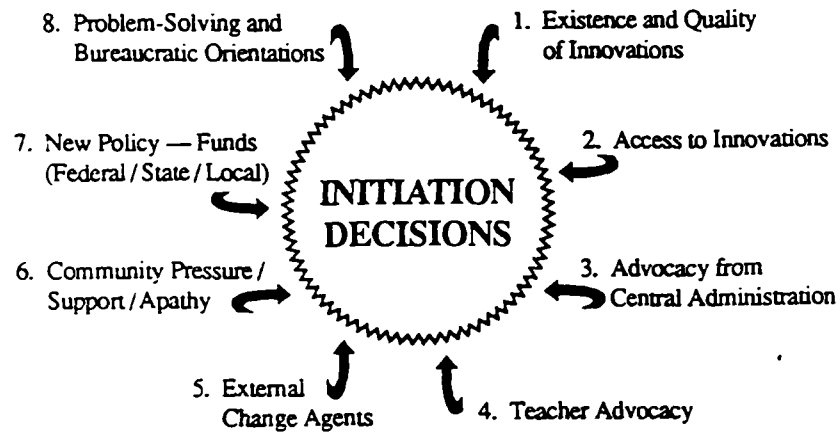 8. Problem-Solving and
Bureaucratic Orientations
1. Existence and Quality
of Innovations
7. New Policy — Funds
(Federal / State / Local)
2. Access to Innovations
INITIATION
DECISIONS
6. Community Pressure /
Support / Apathy
3. Advocacy from
Central Administration
5. External
Change Agents
4. Teacher Advocacy